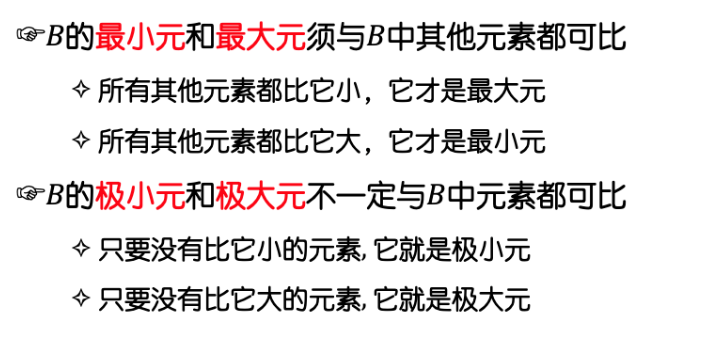 ☞B的最小元和最大元须与B中其他元素都可比
✧ 所有其他元素都比它小，它才是最大元
✧ 所有其他元素都比它大，它才是最小元
☞B的极小元和极大元不一定与B中元素都可比
✧ 只要没有比它小的元素, 它就是极小元
✧ 只要没有比它大的元素, 它就是极大元